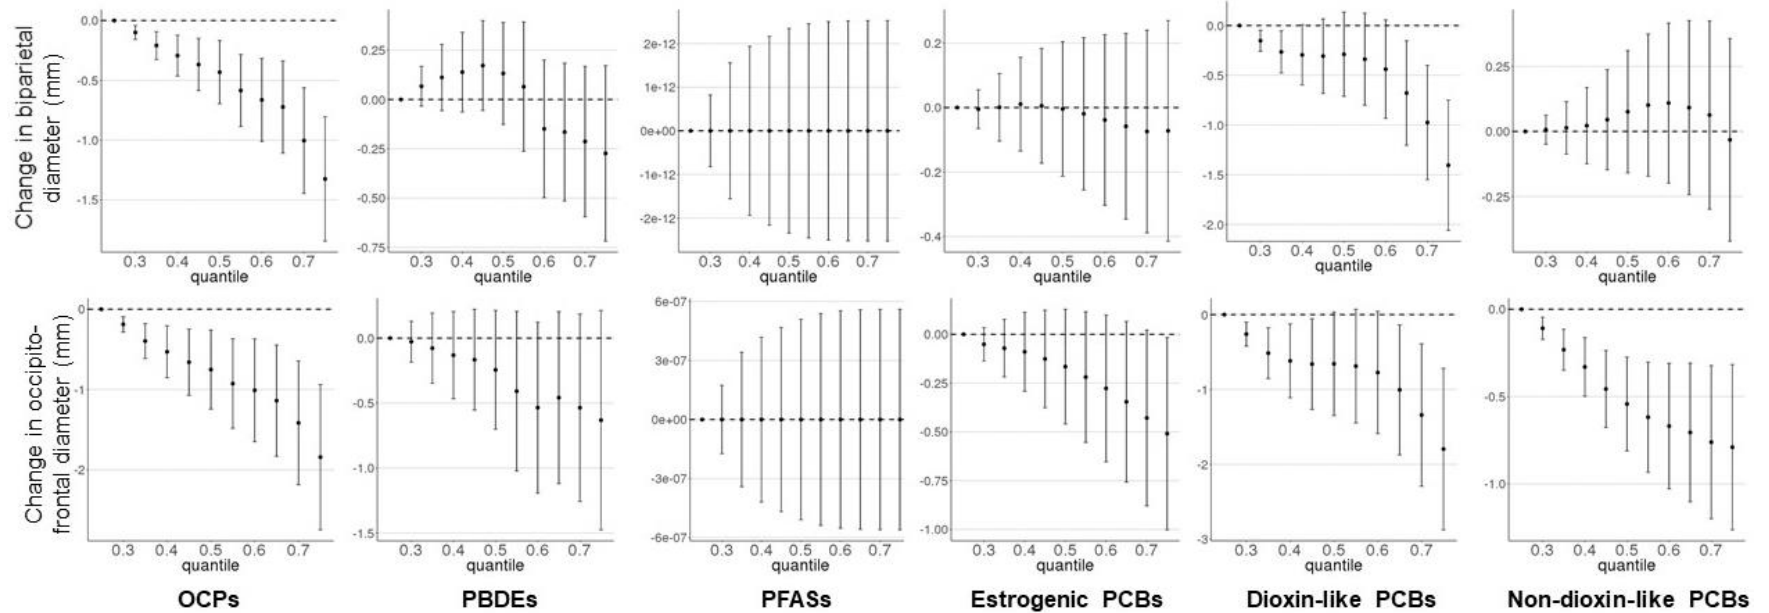 Change in biparietal
diameter (mm)
0.0
-0.5
-1.0
-1.5
0.3 0.4 0.5 0.6 0.7
quantile
0.25
0.00
-0.25
-0.50
-0.75
0.3 0.4 0.5 0.6 0.7
quantile
2e-12
1e-12
0e+00
-1e-12
-2e-12
0.3 0.4 0.5 0.6 0.7
quantile
0.2
0.0
-0.2
-0.4
0.3 0.4 0.5 0.6 0.7
quantile
0.0
-0.5
-1.0
-1.5
-2.0
0.3 0.4 0.5 0.6 0.7
quantile
0.25
0.00
-0.25
0.3 0.4 0.5 0.6 0.7
quantile
Change in occipito-
frontal diameter (mm)
0
-1
-2
0.3 0.4 0.5 0.6 0.7
quantile
0.0
-0.5
-1.0
-1.5
0.3 0.4 0.5 0.6 0.7
quantile
6e-07
3e-07
0e+00
-3e-07
-6e-07
0.3 0.4 0.5 0.6 0.7
quantile
0.00
-0.25
-0.50
-0.75
-1.00
0.3 0.4 0.5 0.6 0.7
quantile
0
-1
-2
-3
0.3 0.4 0.5 0.6 0.7
quantile
0.0
-0.5
-1.0
0.3 0.4 0.5 0.6 0.7
quantile
OCPs PBDEs PFASs Estrogenic PCBs Dioxin-like PCBs Non-dioxin-like PCBs